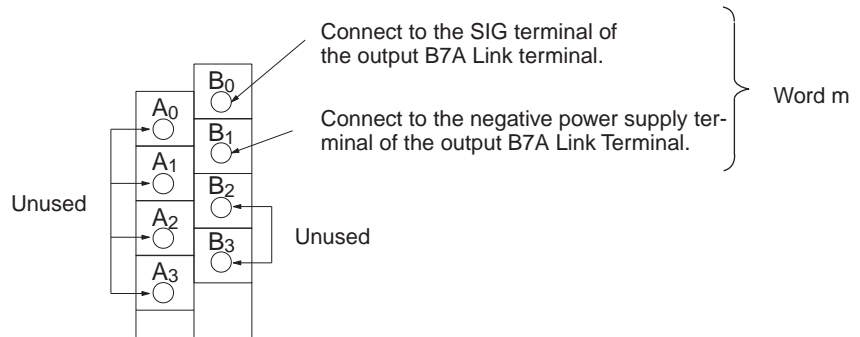 Connect to the SIG terminal of
the output B7A Link terminal.
B0
A0
Word m
Connect to the negative power supply ter-
minal of the output B7A Link Terminal.
B1
A1
B2
Unused
A2
Unused
B3
A3